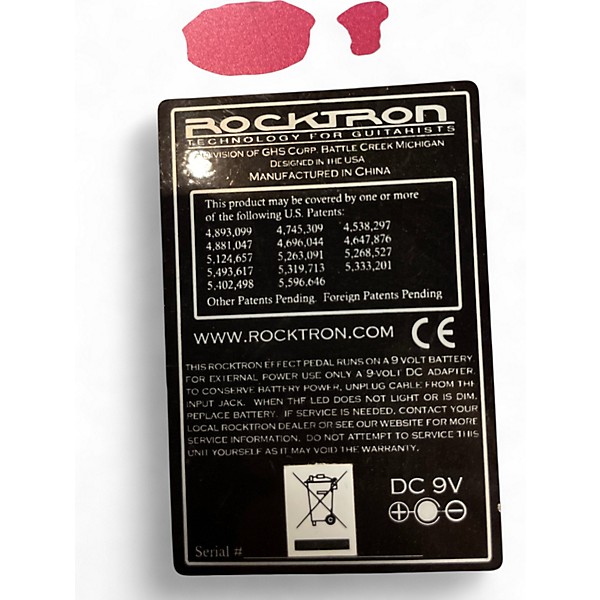 ROCKTRON
TECHNOLOGY FOR GUITARISTS
DIVISION OF GHS CORP. BATTLE CREEK MICHIGAN
DESIGNED IN THE USA
MANUFACTURED IN CHINA
This product may be covered by one or more
of the following U.S. Patents:
4,893,099 4,745,309 4,538,297
4,881,047 4,696,044 4,647,876
5,124,657 5,263,091 5,268,527
5,493,617 5,319,713 5,333,201
5,402,498 5,596,646
Other Patents Pending. Foreign Patents Pending
WWW.ROCKTRON.COM CE
THIS ROCKTRON EFFECT PEDAL RUNS ON A 9 VOLT BATTERY.
FOR EXTERNAL POWER USE ONLY A 9-VOLT DC ADAPTER.
TO CONSERVE BATTERY POWER, UNPLUG CABLE FROM THE
INPUT JACK. WHEN THE LED DOES NOT LIGHT OR IS DIM,
REPLACE BATTERY. IF SERVICE IS NEEDED, CONTACT YOUR
LOCAL ROCKTRON DEALER OR SEE OUR WEBSITE FOR MORE
SERVICE INFORMATION. DO NOT ATTEMPT TO SERVICE THIS
UNIT YOURSELF AS IT MAY VOID THE WARRANTY.
DC 9V
Serial #